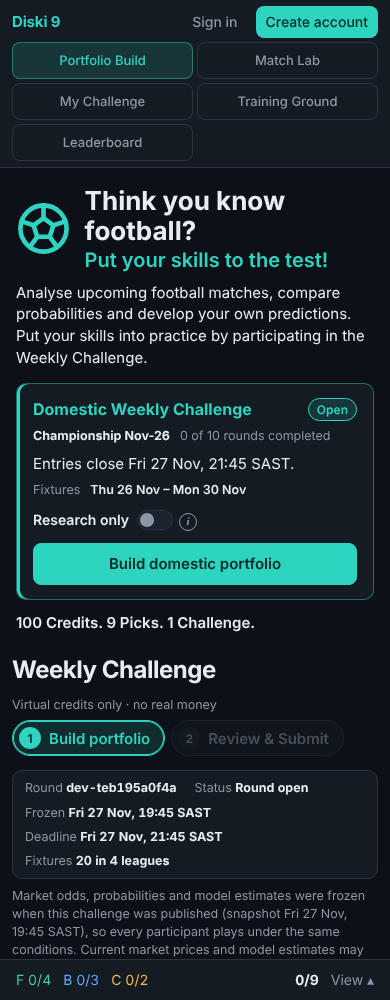 Diski 9
Sign in
Create account
Portfolio Build
Match Lab
My Challenge
Training Ground
Leaderboard
Think you know
football?
Put your skills to the test!
Analyse upcoming football matches, compare
probabilities and develop your own predictions.
Put your skills into practice by participating in the
Weekly Challenge.
Domestic Weekly Challenge
Open
Championship Nov-26 0 of 10 rounds completed
Entries close Fri 27 Nov, 21:45 SAST.
Fixtures Thu 26 Nov – Mon 30 Nov
Research only i
Build domestic portfolio
100 Credits. 9 Picks. 1 Challenge.
Weekly Challenge
Virtual credits only · no real money
1 Build portfolio
2 Review & Submit
Round dev-teb195a0f4a Status Round open
Frozen Fri 27 Nov, 19:45 SAST
Deadline Fri 27 Nov, 21:45 SAST
Fixtures 20 in 4 leagues
Market odds, probabilities and model estimates were frozen
when this challenge was published (snapshot Fri 27 Nov,
19:45 SAST), so every participant plays under the same
conditions. Current market prices and model estimates may
F 0/4 B 0/3 C 0/2 0/9 View ▴